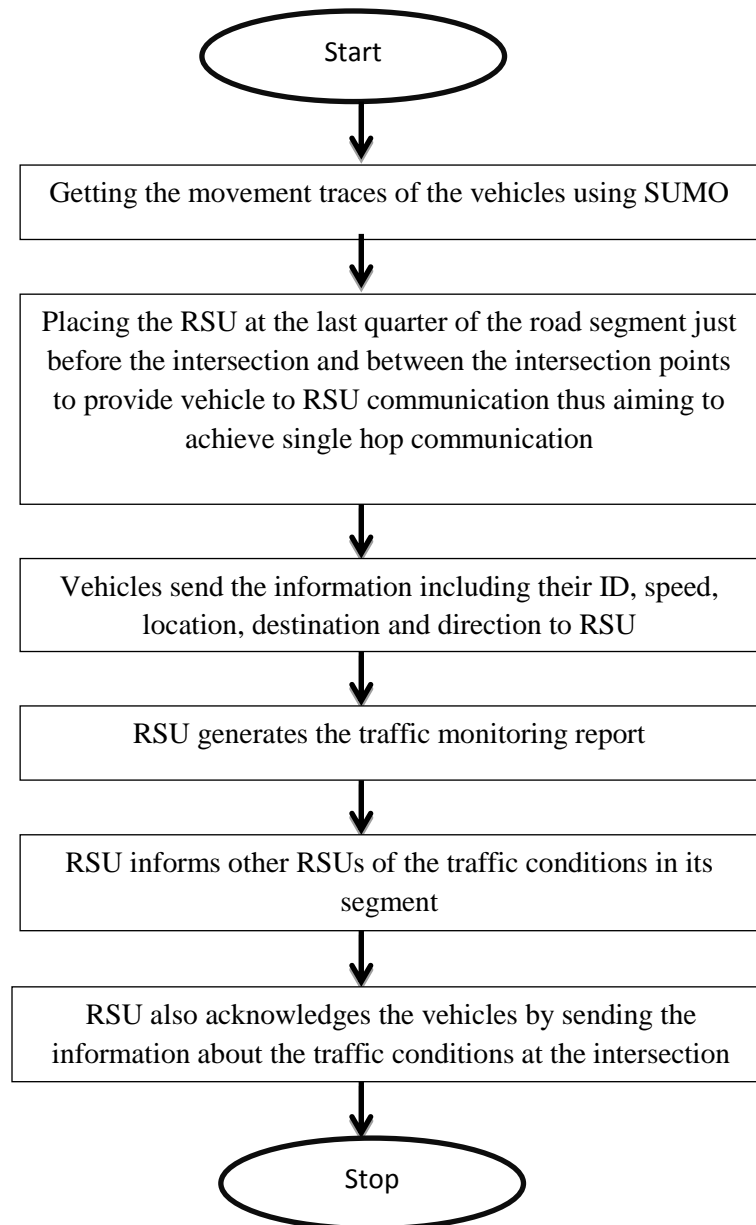 Start
Getting the movement traces of the vehicles using SUMO
Placing the RSU at the last quarter of the road segment just
before the intersection and between the intersection points
to provide vehicle to RSU communication thus aiming to
achieve single hop communication
Vehicles send the information including their ID, speed,
location, destination and direction to RSU
RSU generates the traffic monitoring report
RSU informs other RSUs of the traffic conditions in its
segment
RSU also acknowledges the vehicles by sending the
information about the traffic conditions at the intersection
Stop